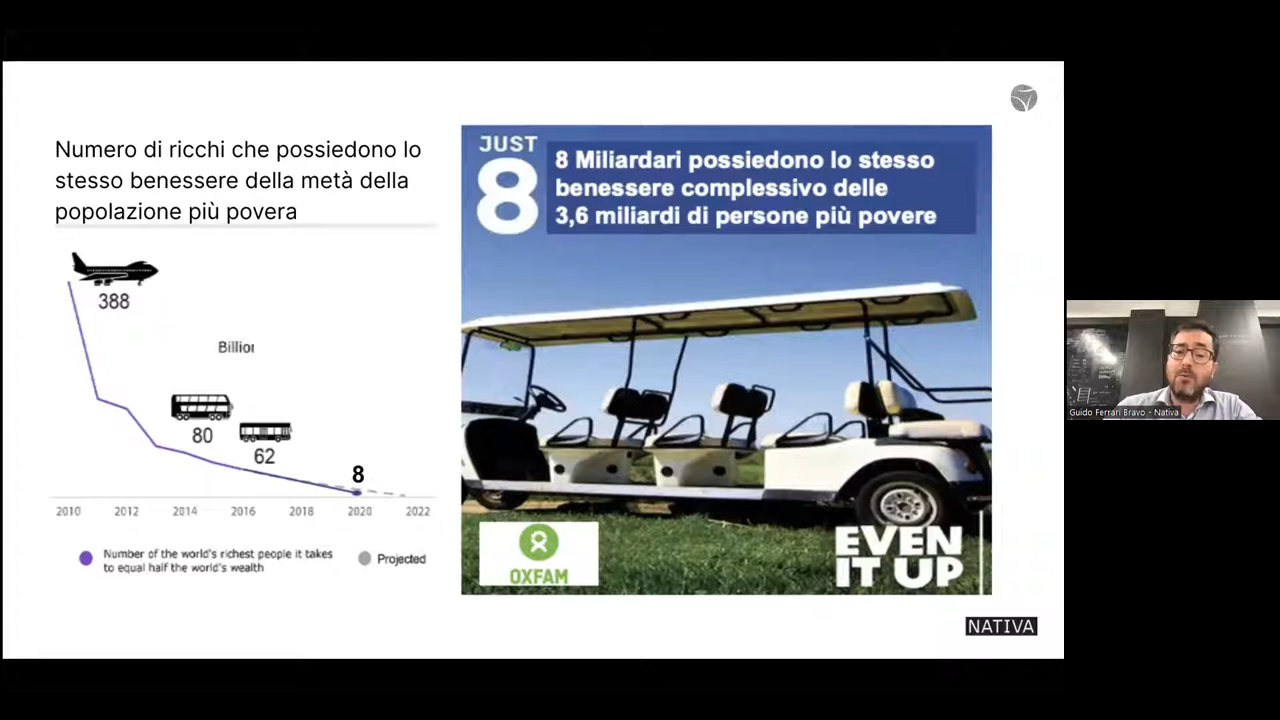 Numero di ricchi che possiedono lo
stesso benessere della metà della
popolazione più povera
388
Billior
80
62
8
2010 2012 2014 2016 2018 2020 2022
Number of the world's richest people it takes
to equal half the world's wealth
Projected
JUST
8
8 Miliardari possiedono lo stesso
benessere complessivo delle
3,6 miliardi di persone più povere
OXFAM
EVEN
IT UP
NATIVA
Guido Ferrari Bravo - Nativa